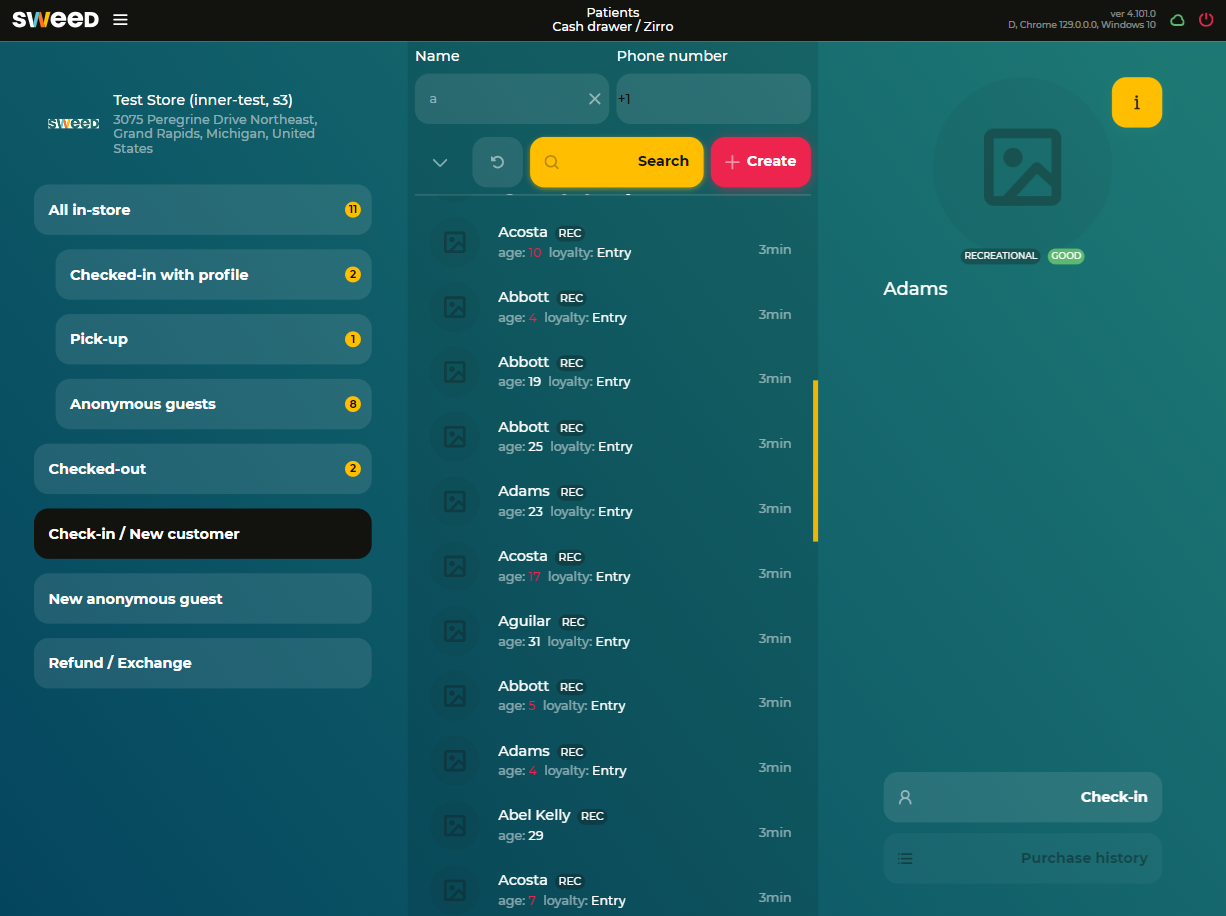 sweed
Patients
Cash drawer / Zirro
ver 4.101.0
D, Chrome 129.0.0.0, Windows 10
sweed
Test Store (inner-test, s3)
3075 Peregrine Drive Northeast,
Grand Rapids, Michigan, United
States
All in-store 11
Checked-in with profile 2
Pick-up 1
Anonymous guests 8
Checked-out 2
Check-in / New customer
New anonymous guest
Refund / Exchange
Name Phone number
a +1
Search + Create
Acosta REC
age: 10 loyalty: Entry 3min
Abbott REC
age: 4 loyalty: Entry 3min
Abbott REC
age: 19 loyalty: Entry 3min
Abbott REC
age: 25 loyalty: Entry 3min
Adams REC
age: 23 loyalty: Entry 3min
Acosta REC
age: 17 loyalty: Entry 3min
Aguilar REC
age: 31 loyalty: Entry 3min
Abbott REC
age: 5 loyalty: Entry 3min
Adams REC
age: 4 loyalty: Entry 3min
Abel Kelly REC
age: 29 3min
Acosta REC
age: 7 loyalty: Entry 3min
i
RECREATIONAL GOOD
Adams
Check-in
Purchase history